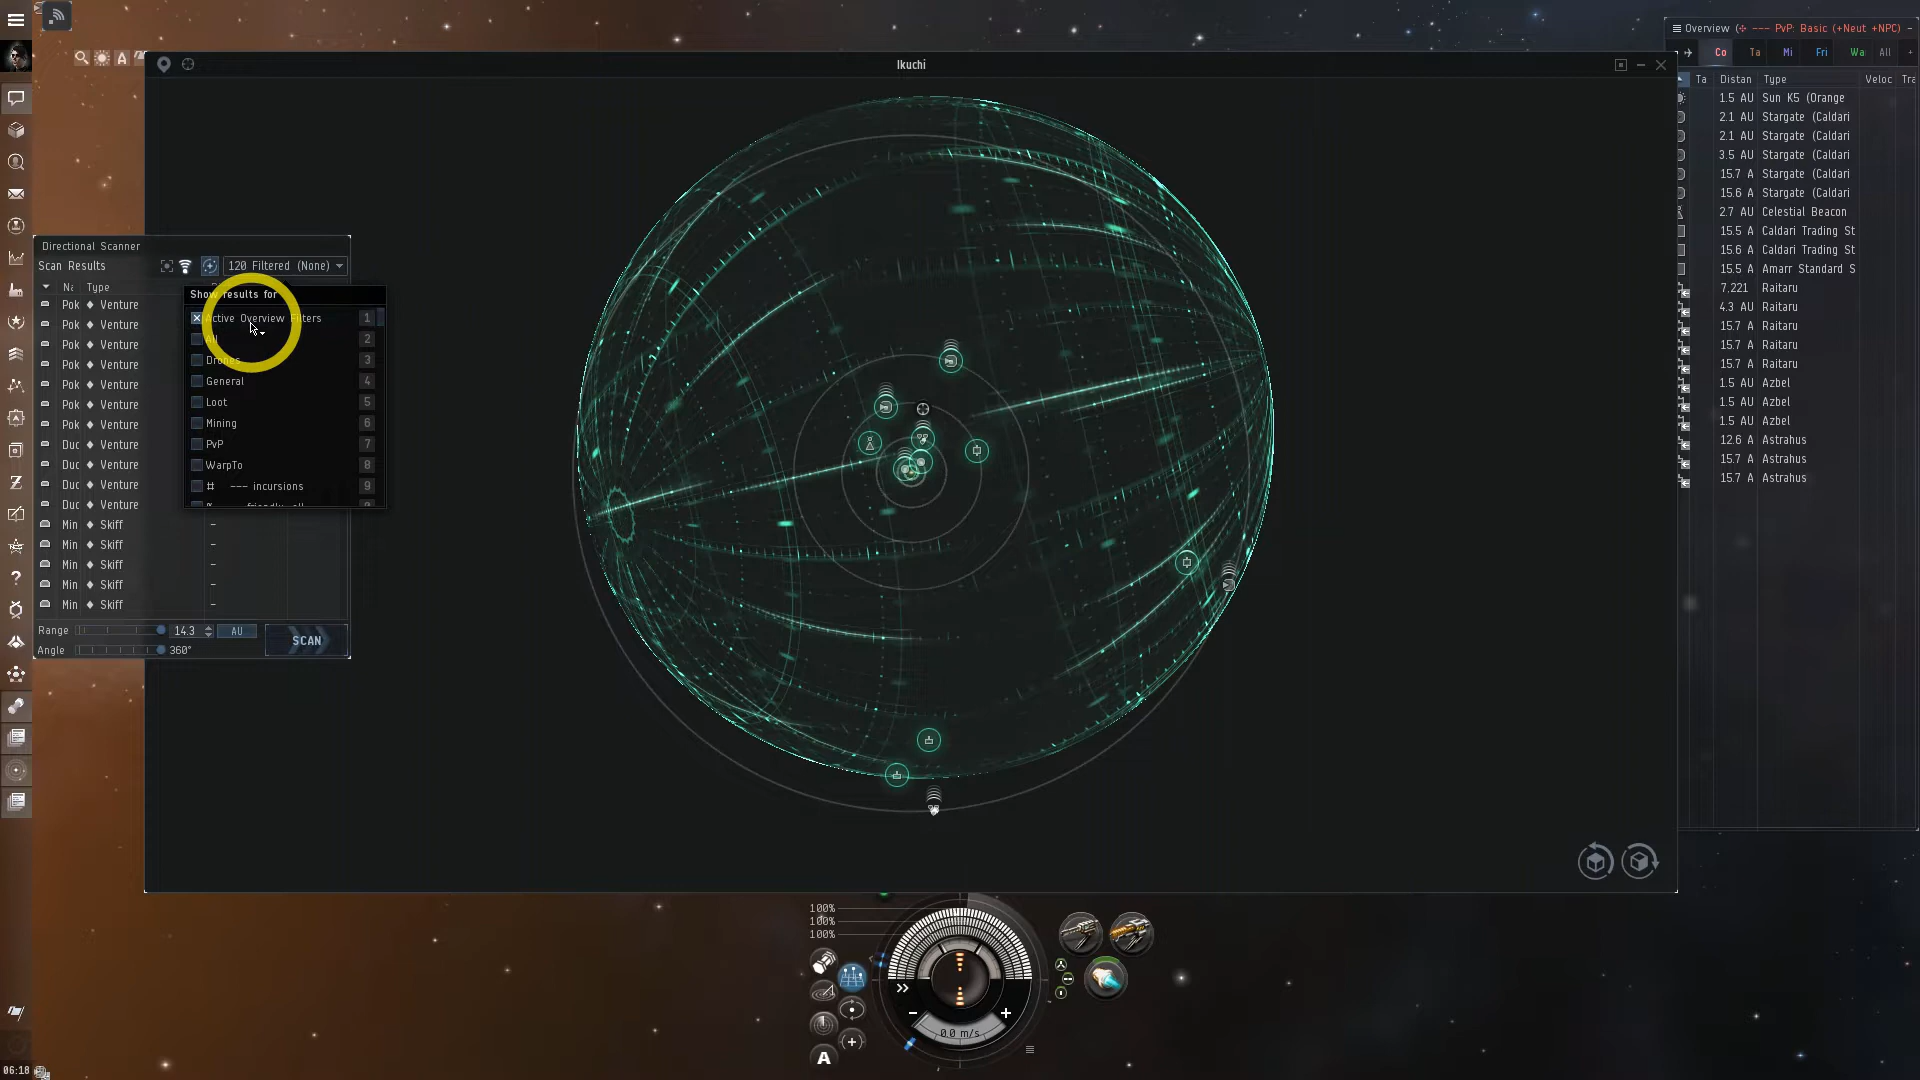 Ikuchi
Overview (
--- PvP: Basic (+Neut +NPC)
Co
Ta
Mi
Fri
Wa
All
Ta
Distan
Type
Veloc
Tra
1.5 AU Sun K5 (Orange
2.1 AU Stargate (Caldari
2.1 AU Stargate (Caldari
3.5 AU Stargate (Caldari
15.7 A Stargate (Caldari
15.6 A Stargate (Caldari
2.7 AU Celestial Beacon
15.5 A Caldari Trading St
15.6 A Caldari Trading St
15.5 A Amarr Standard S
7,221 Raitaru
4.3 AU Raitaru
15.7 A Raitaru
15.7 A Raitaru
15.7 A Raitaru
1.5 AU Azbel
1.5 AU Azbel
1.5 AU Azbel
12.6 A Astrahus
15.7 A Astrahus
15.7 A Astrahus
A
Directional Scanner
Scan Results
120 Filtered (None)
Na Type
Pok Venture
Pok Venture
Pok Venture
Pok Venture
Pok Venture
Pok Venture
Pok Venture
Duc Venture
Duc Venture
Duc Venture
Duc Venture
Min Skiff -
Min Skiff -
Min Skiff -
Min Skiff -
Min Skiff -
Show results for
Active Overview Filters 1
All 2
Drones 3
General 4
Loot 5
Mining 6
PvP 7
WarpTo 8
# --- incursions 9
Range 14.3 AU
SCAN
Angle 360°
100%
100%
100%
0.0 m/s
A
06:18